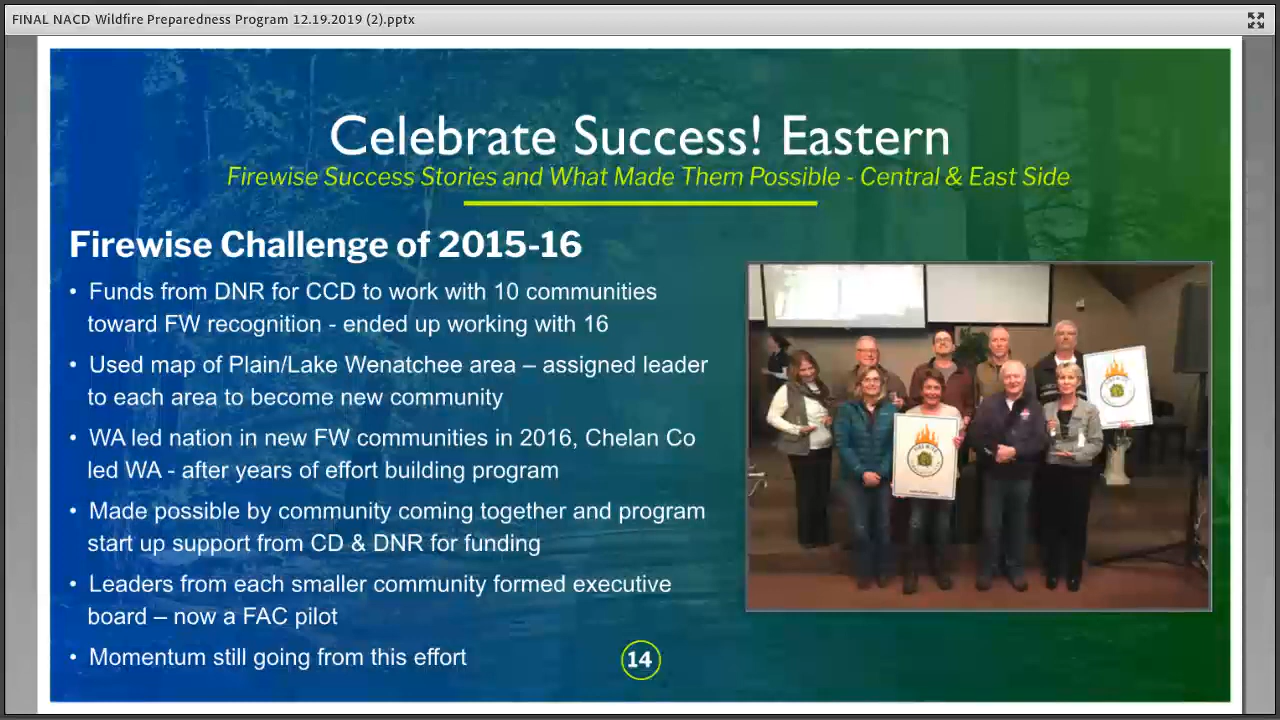 FINAL NACD Wildfire Preparedness Program 12.19.2019 (2).pptx
Celebrate Success! Eastern
Firewise Success Stories and What Made Them Possible - Central & East Side
Firewise Challenge of 2015-16
• Funds from DNR for CCD to work with 10 communities
toward FW recognition - ended up working with 16
• Used map of Plain/Lake Wenatchee area – assigned leader
to each area to become new community
• WA led nation in new FW communities in 2016, Chelan Co
led WA - after years of effort building program
• Made possible by community coming together and program
start up support from CD & DNR for funding
• Leaders from each smaller community formed executive
board – now a FAC pilot
• Momentum still going from this effort
14